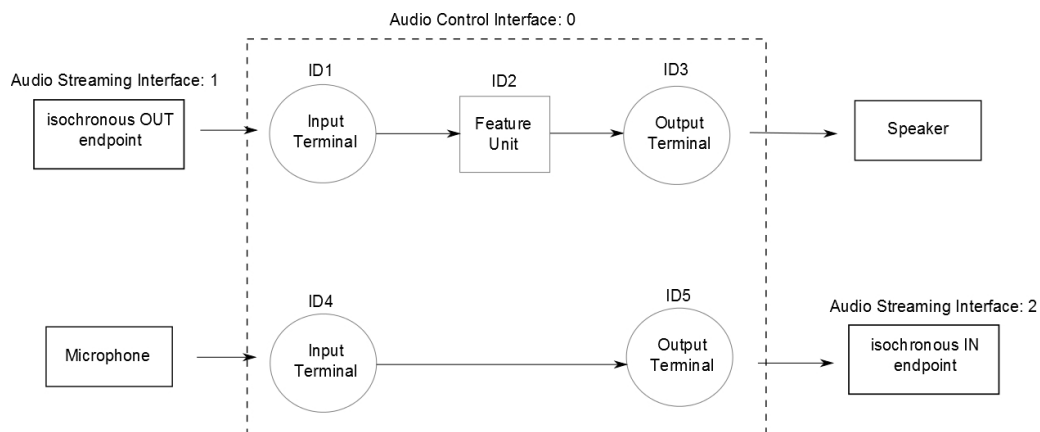 Audio Control Interface: 0
Audio Streaming Interface: 1
isochronous OUT
endpoint
ID1
Input
Terminal
ID2
Feature
Unit
ID3
Output
Terminal
Speaker
Microphone
ID4
Input
Terminal
ID5
Output
Terminal
Audio Streaming Interface: 2
isochronous IN
endpoint